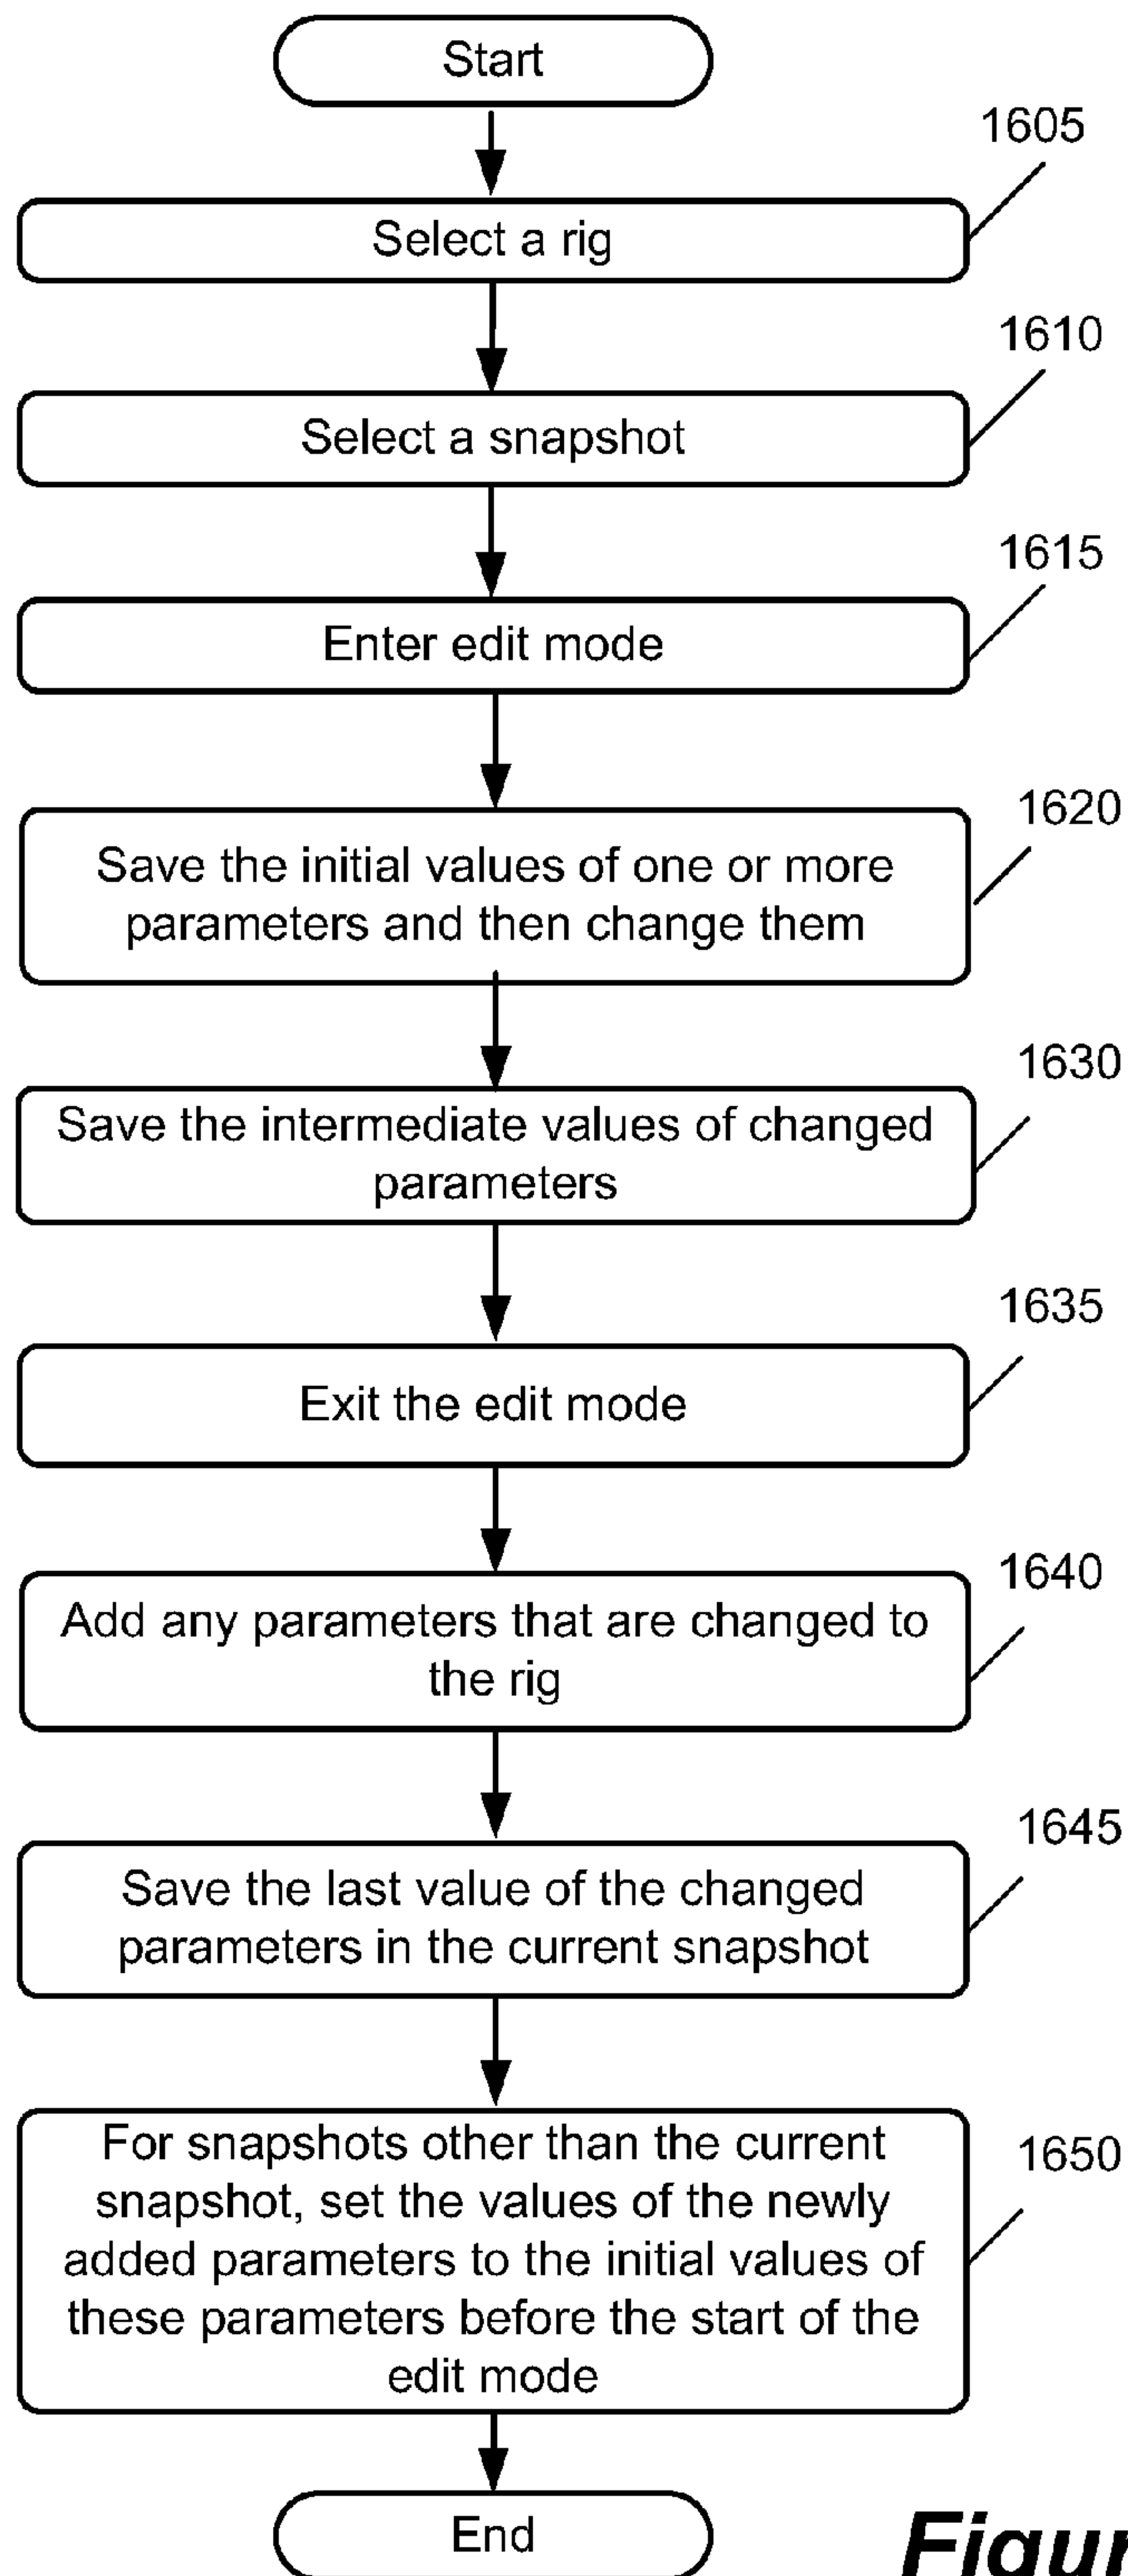 Start
1605
Select a rig
1610
Select a snapshot
1615
Enter edit mode
1620
Save the initial values of one or more
parameters and then change them
1630
Save the intermediate values of changed
parameters
1635
Exit the edit mode
1640
Add any parameters that are changed to
the rig
1645
Save the last value of the changed
parameters in the current snapshot
1650
For snapshots other than the current
snapshot, set the values of the newly
added parameters to the initial values of
these parameters before the start of the
edit mode
End